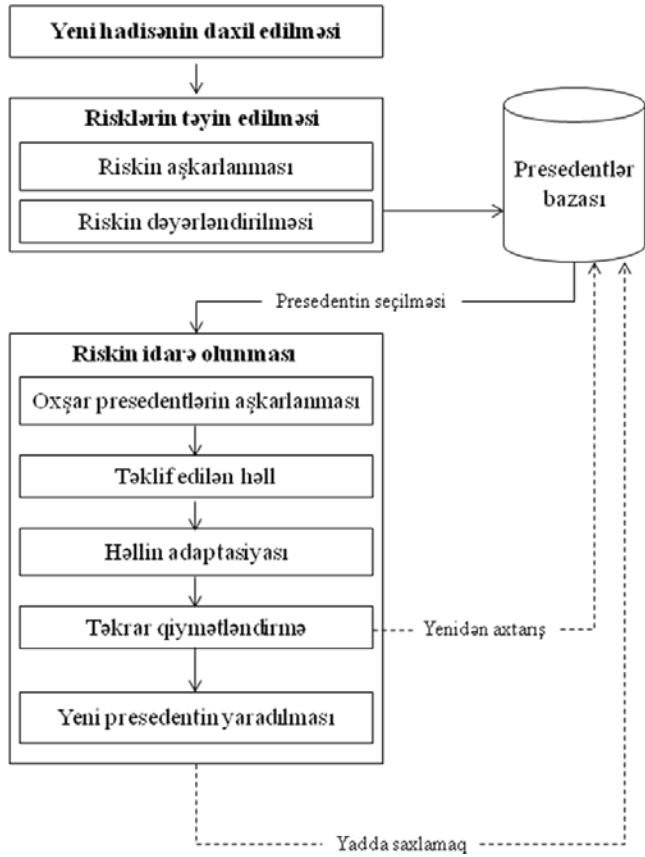 Yeni hadisənin daxil edilməsi
Risklərin təyin edilməsi
Riskin aşkarlanması
Riskin dəyərləndirilməsi
Presedentlər
bazası
Presedentin seçilməsi
Riskin idarə olunması
Oxşar presedentlərin aşkarlanması
Təklif edilən həll
Həllin adaptasiyası
Təkrar qiymətləndirmə
Yenidən axtarış
Yeni presedentin yaradılması
Yadda saxlamaq